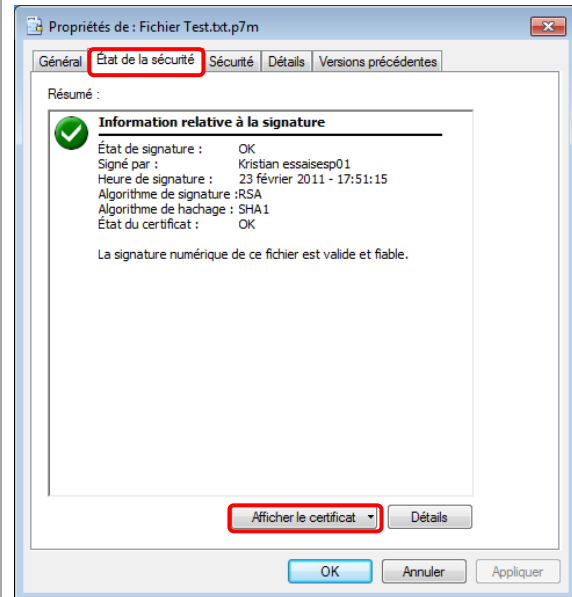 Propriétés de : Fichier Test.txt.p7m
Général État de la sécurité Sécurité Détails Versions précédentes
Résumé :
Information relative à la signature
État de signature : OK
Signé par : Kristian essaisesp01
Heure de signature : 23 février 2011 - 17:51:15
Algorithme de signature :RSA
Algorithme de hachage : SHA1
État du certificat : OK
La signature numérique de ce fichier est valide et fiable.
Afficher le certificat Détails
OK Annuler Appliquer